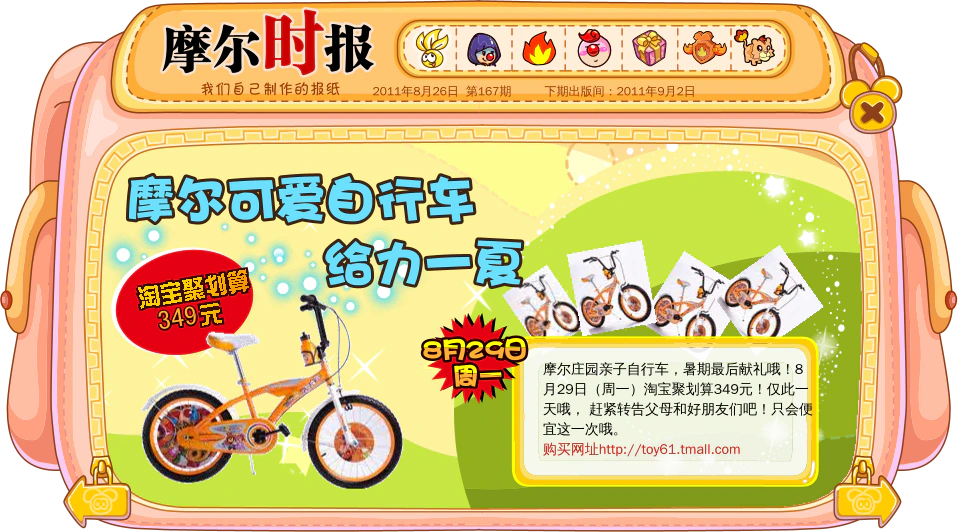 摩尔时报
我们自己制作的报纸
2011年8月26日 第167期
下期出版间：2011年9月2日
摩尔可爱自行车
给力一夏
淘宝聚划算
349元
8月29日
周一
摩尔庄园亲子自行车，暑期最后献礼哦！8
月29日（周一）淘宝聚划算349元！仅此一
天哦， 赶紧转告父母和好朋友们吧！只会便
宜这一次哦。
购买网址http://toy61.tmall.com